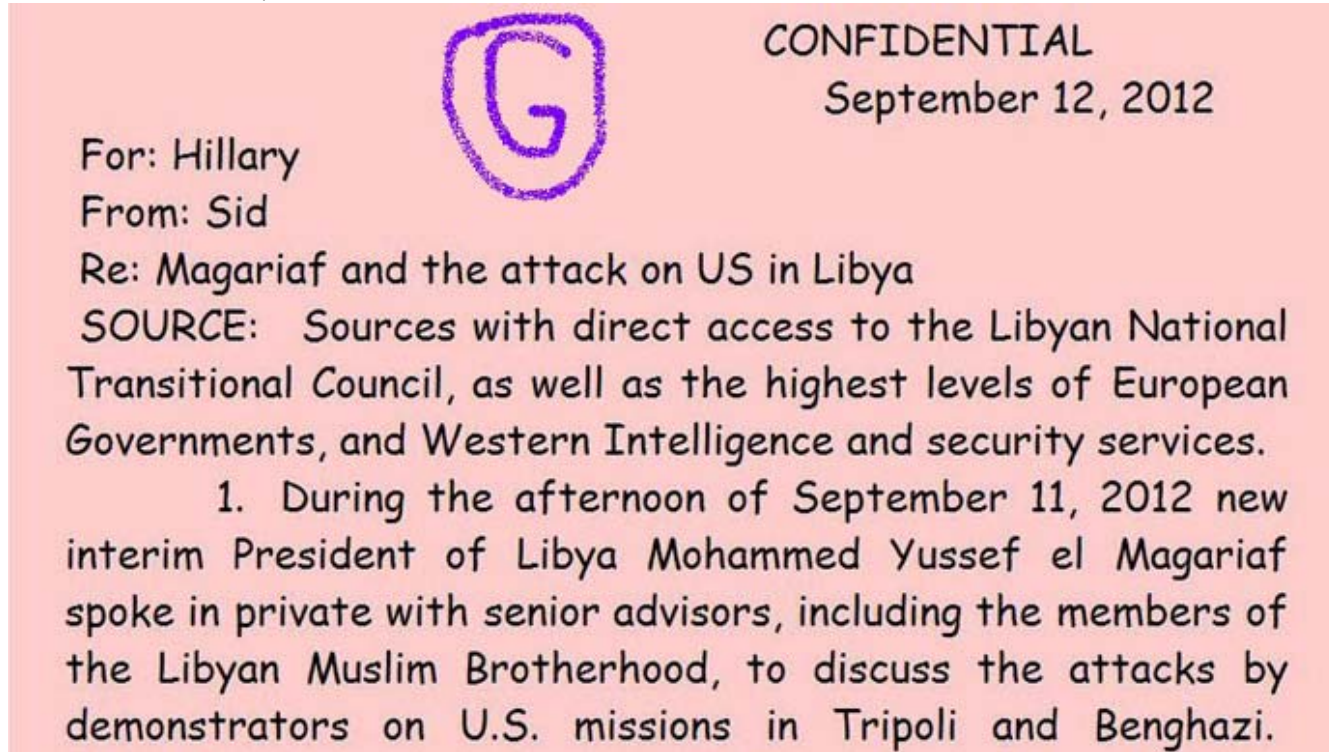 G
CONFIDENTIAL
September 12, 2012
For: Hillary
From: Sid
Re: Magariaf and the attack on US in Libya
SOURCE: Sources with direct access to the Libyan National
Transitional Council, as well as the highest levels of European
Governments, and Western Intelligence and security services.
1. During the afternoon of September 11, 2012 new
interim President of Libya Mohammed Yussef el Magariaf
spoke in private with senior advisors, including the members of
the Libyan Muslim Brotherhood, to discuss the attacks by
demonstrators on U.S. missions in Tripoli and Benghazi.